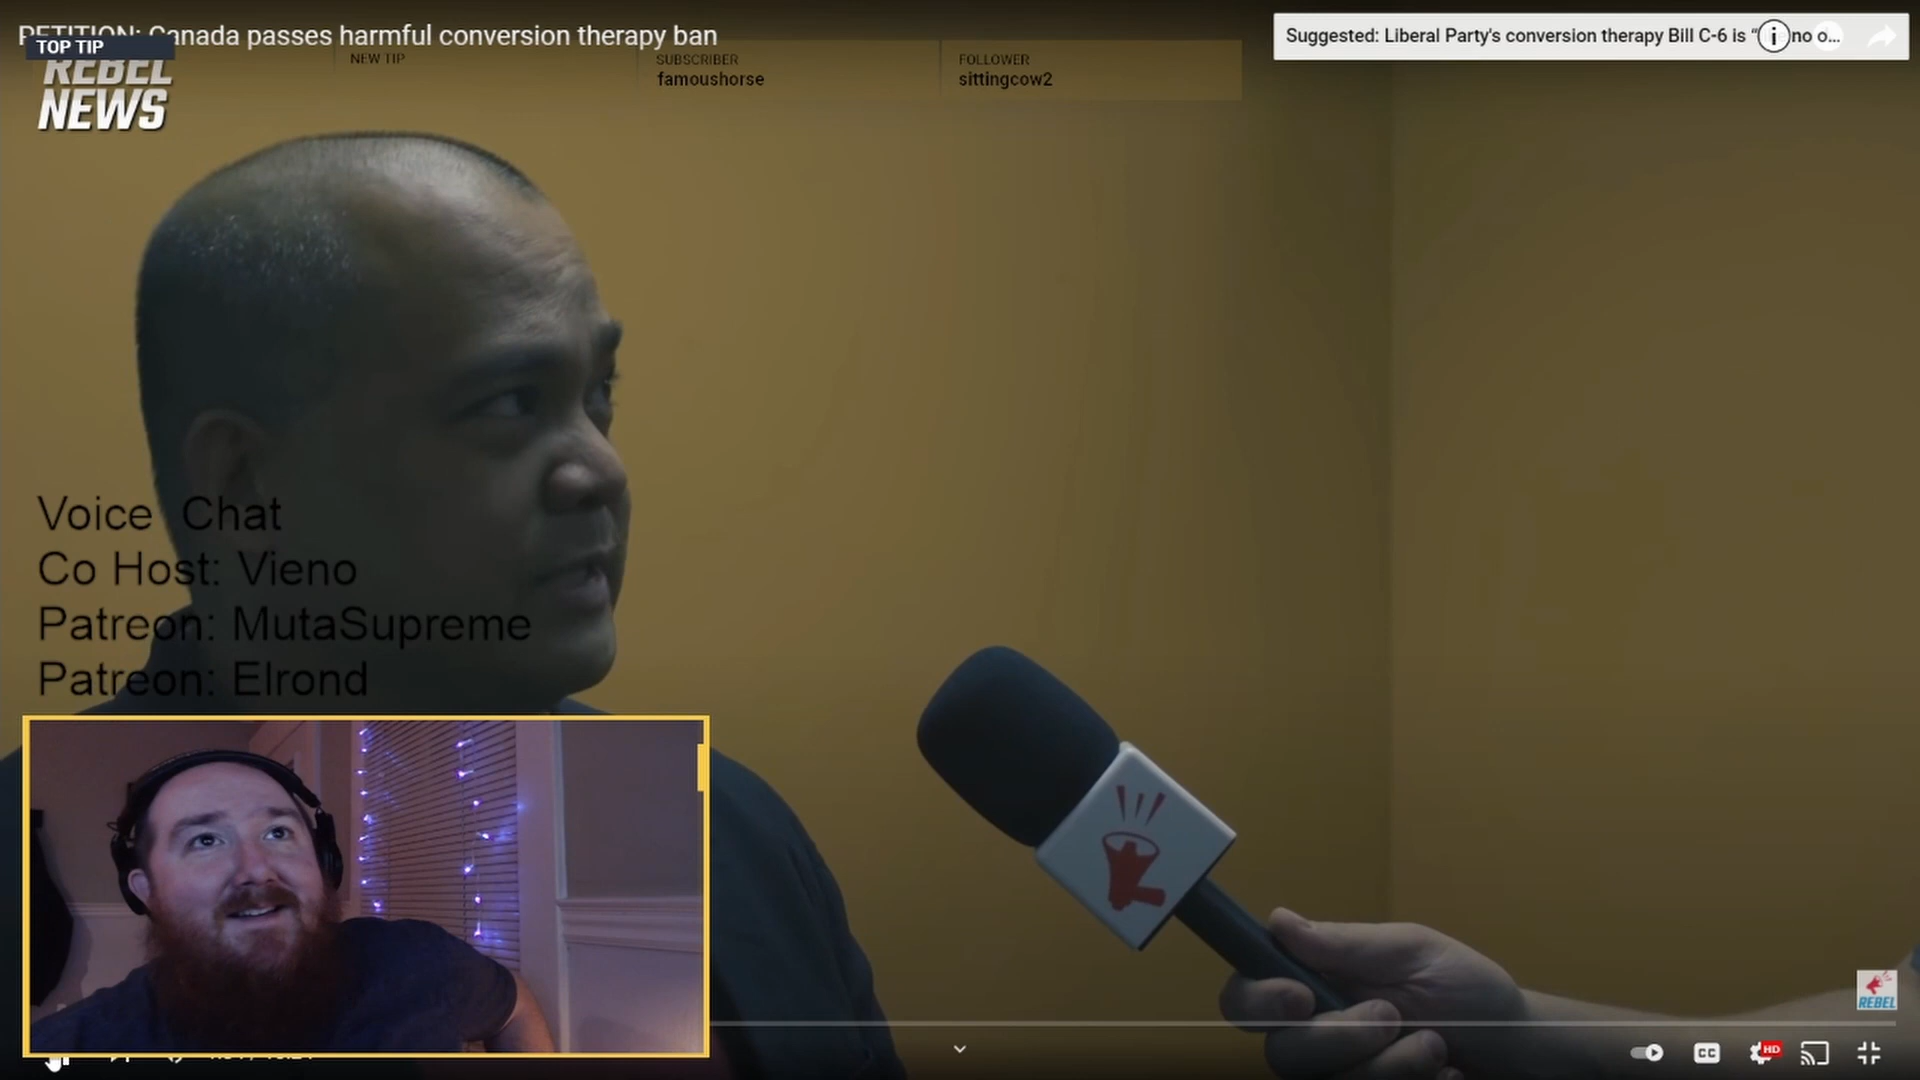 PETITION: Canada passes harmful conversion therapy ban
TOP TIP
REBEL
NEWS
NEW TIP
SUBSCRIBER
famoushorse
FOLLOWER
sittingcow2
Suggested: Liberal Party's conversion therapy Bill C-6 is “ no o...
Voice Chat
Co Host: Vieno
Patreon: MutaSupreme
Patreon: Elrond
REBEL
CC
HD